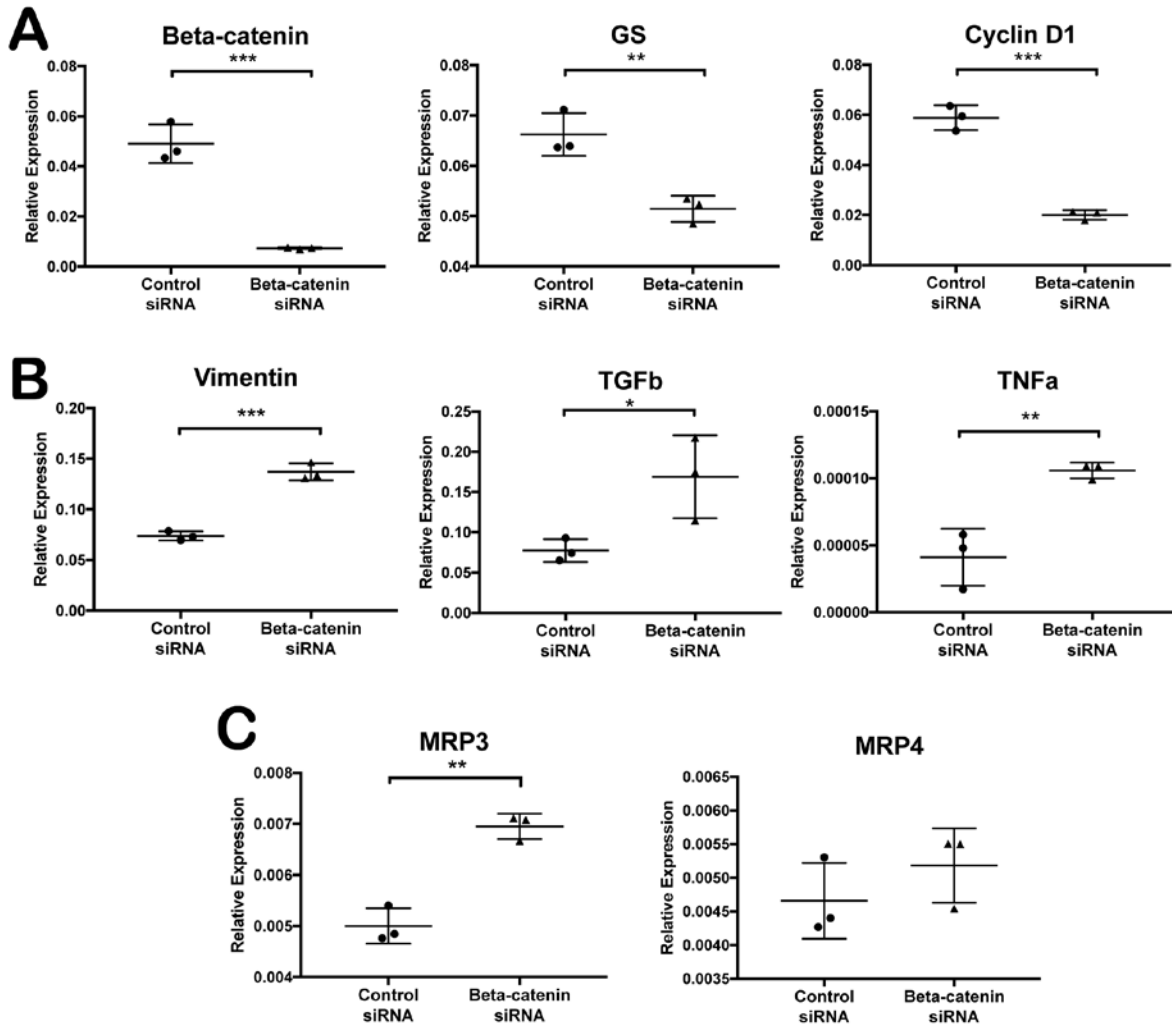 A
Beta-catenin
***
Relative Expression
0.08
0.06
0.04
0.02
0.00
Control
siRNA
Beta-catenin
siRNA
GS
**
Relative Expression
0.08
0.07
0.06
0.05
0.04
Control
siRNA
Beta-catenin
siRNA
Cyclin D1
***
Relative Expression
0.08
0.06
0.04
0.02
0.00
Control
siRNA
Beta-catenin
siRNA
B
Vimentin
***
Relative Expression
0.20
0.15
0.10
0.05
0.00
Control
siRNA
Beta-catenin
siRNA
TGFb
*
Relative Expression
0.25
0.20
0.15
0.10
0.05
0.00
Control
siRNA
Beta-catenin
siRNA
TNFa
**
Relative Expression
0.00015
0.00010
0.00005
0.00000
Control
siRNA
Beta-catenin
siRNA
C
MRP3
**
Relative Expression
0.008
0.007
0.006
0.005
0.004
Control
siRNA
Beta-catenin
siRNA
MRP4
Relative Expression
0.0065
0.0060
0.0055
0.0050
0.0045
0.0040
0.0035
Control
siRNA
Beta-catenin
siRNA